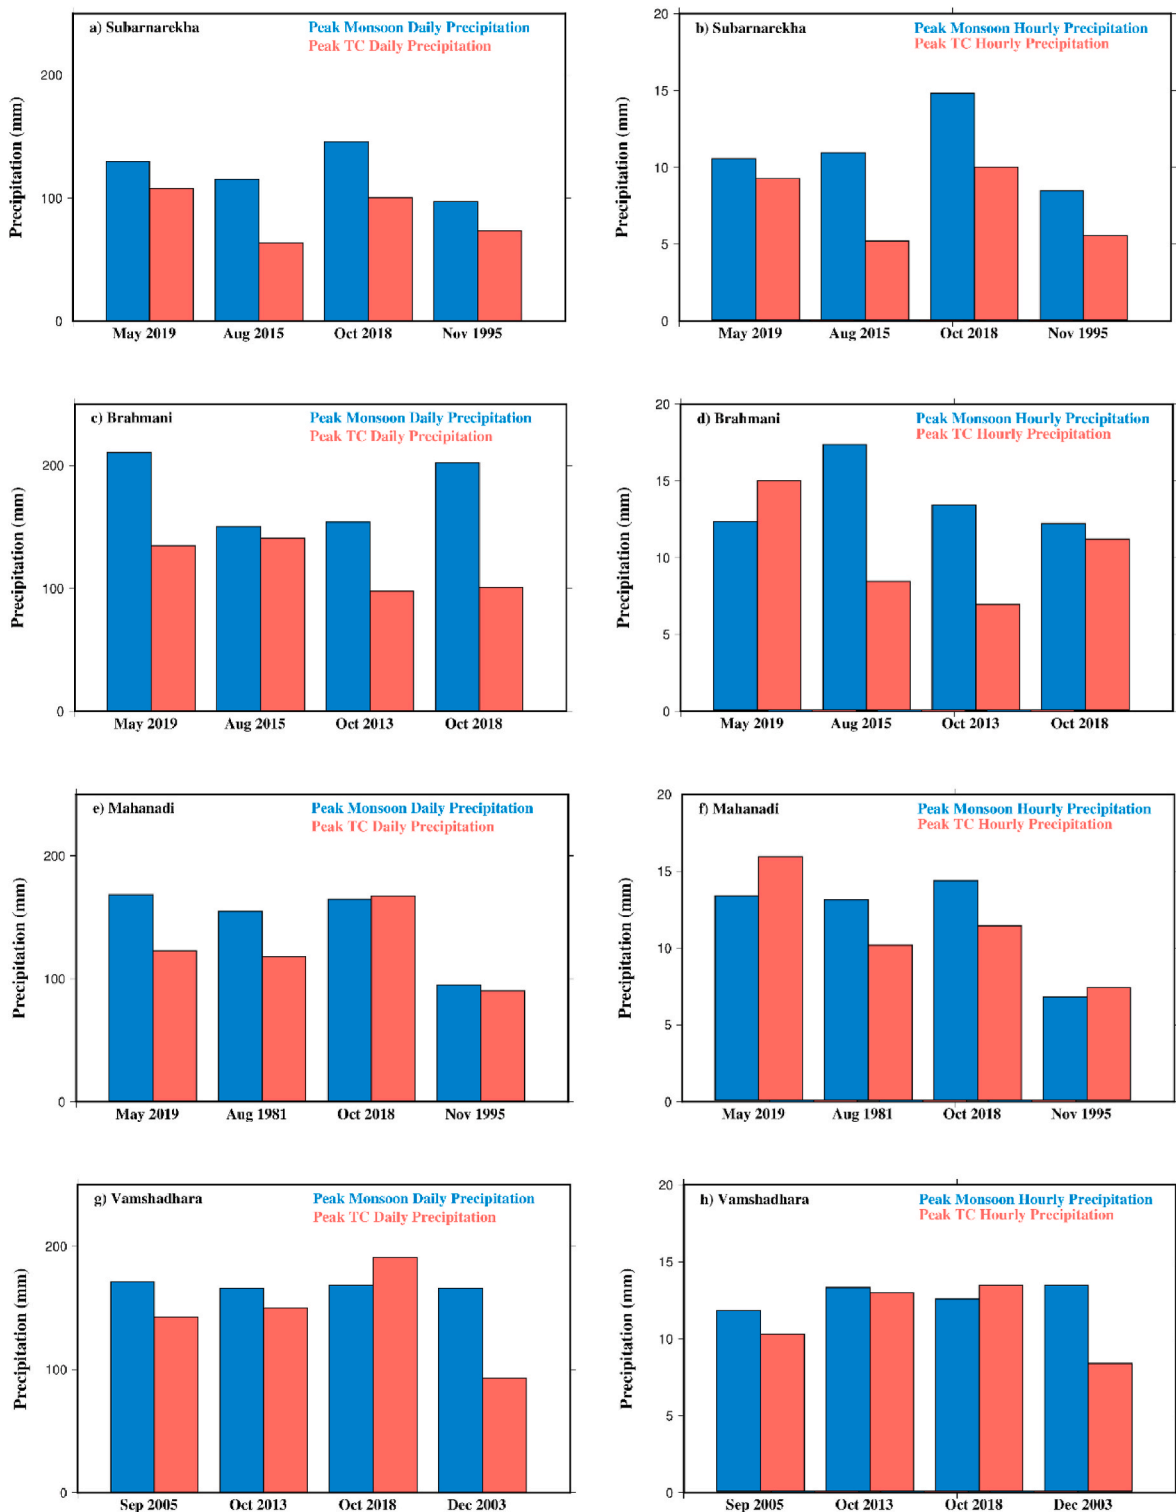 a) Subarnarekha
Peak Monsoon Daily Precipitation
Peak TC Daily Precipitation
Precipitation (mm)
200
100
0
May 2019 Aug 2015 Oct 2018 Nov 1995
b) Subarnarekha
Peak Monsoon Hourly Precipitation
Peak TC Hourly Precipitation
Precipitation (mm)
20
15
10
5
0
May 2019 Aug 2015 Oct 2018 Nov 1995
c) Brahmani
Peak Monsoon Daily Precipitation
Peak TC Daily Precipitation
Precipitation (mm)
200
100
0
May 2019 Aug 2015 Oct 2013 Oct 2018
d) Brahmani
Peak Monsoon Hourly Precipitation
Peak TC Hourly Precipitation
Precipitation (mm)
20
15
10
5
0
May 2019 Aug 2015 Oct 2013 Oct 2018
e) Mahanadi
Peak Monsoon Daily Precipitation
Peak TC Daily Precipitation
Precipitation (mm)
200
100
0
May 2019 Aug 1981 Oct 2018 Nov 1995
f) Mahanadi
Peak Monsoon Hourly Precipitation
Peak TC Hourly Precipitation
Precipitation (mm)
20
15
10
5
0
May 2019 Aug 1981 Oct 2018 Nov 1995
g) Vamshadhara
Peak Monsoon Daily Precipitation
Peak TC Daily Precipitation
Precipitation (mm)
200
100
0
Sep 2005 Oct 2013 Oct 2018 Dec 2003
h) Vamshadhara
Peak Monsoon Hourly Precipitation
Peak TC Hourly Precipitation
Precipitation (mm)
20
15
10
5
0
Sep 2005 Oct 2013 Oct 2018 Dec 2003